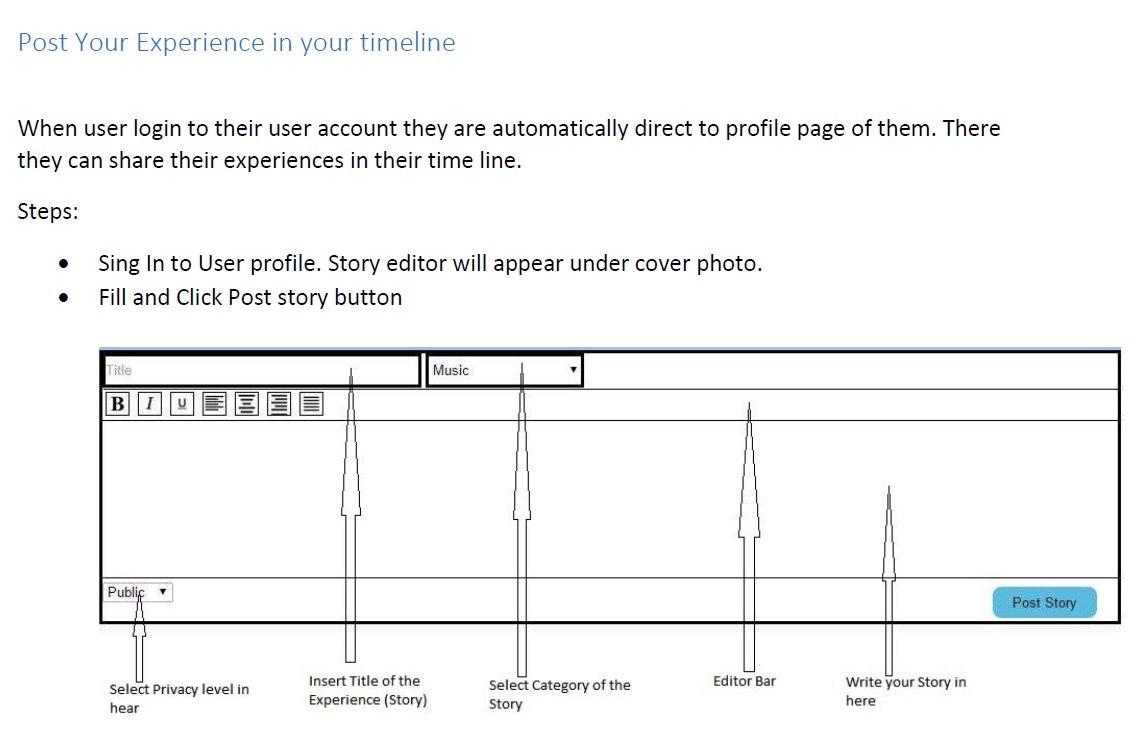 Post Your Experience in your timeline
When user login to their user account they are automatically direct to profile page of them. There
they can share their experiences in their time line.
Steps:
• Sing In to User profile. Story editor will appear under cover photo.
• Fill and Click Post story button
Title
Music
B I U
Public
Post Story
Select Privacy level in
hear
Insert Title of the
Experience (Story)
Select Category of the
Story
Editor Bar
Write your Story in
here